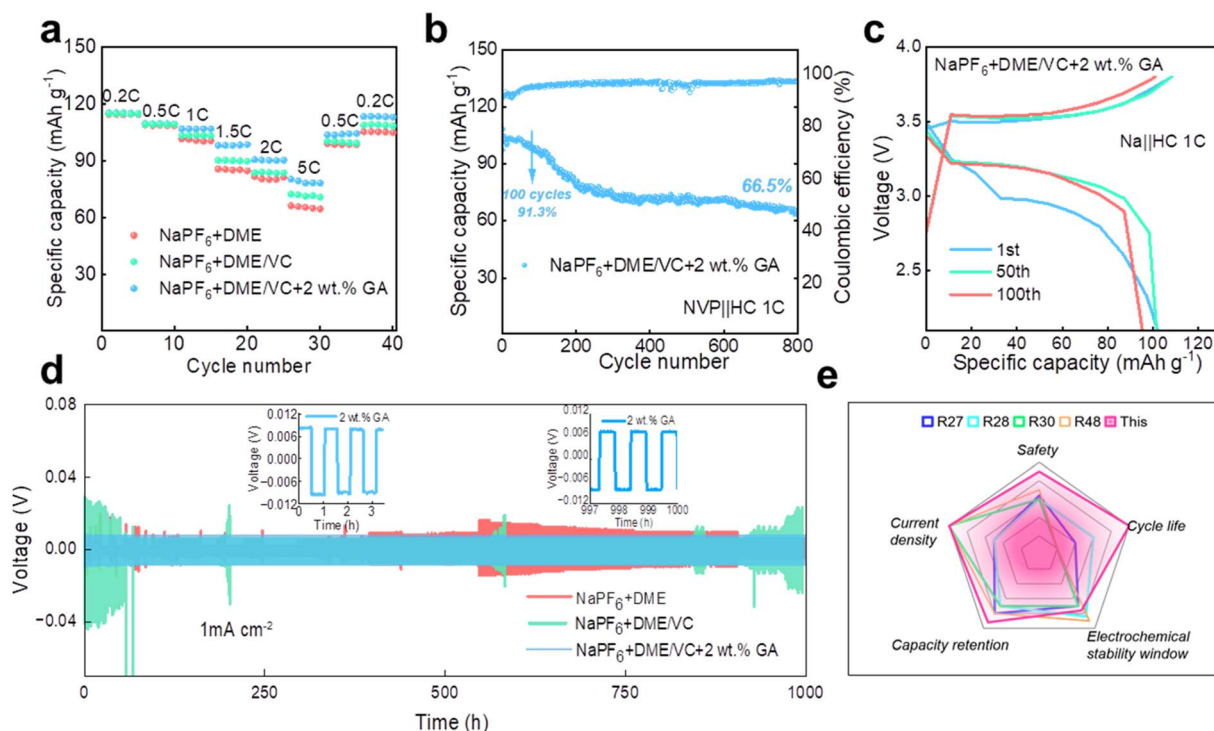 a
150
120
90
60
30
0
10
20
30
40
Specific capacity (mAh g⁻¹)
Cycle number
0.2C
0.5C
1C
1.5C
2C
5C
0.5C
0.2C
NaPF₆+DME
NaPF₆+DME/VC
NaPF₆+DME/VC+2 wt.% GA
b
150
120
90
60
30
0
200
400
600
800
100
80
60
40
20
Specific capacity (mAh g⁻¹)
Coulombic efficiency (%)
Cycle number
100 cycles
91.3%
66.5%
NaPF₆+DME/VC+2 wt.% GA
NVP||HC 1C
c
4.0
3.5
3.0
2.5
0
20
40
60
80
100
120
Voltage (V)
Specific capacity (mAh g⁻¹)
NaPF₆+DME/VC+2 wt.% GA
Na||HC 1C
1st
50th
100th
d
0.08
0.04
0.00
−0.04
0
250
500
750
1000
Voltage (V)
Time (h)
1mA cm⁻²
NaPF₆+DME
NaPF₆+DME/VC
NaPF₆+DME/VC+2 wt.% GA
0.012
0.006
0.000
-0.006
-0.012
0
1
2
3
Voltage (V)
Time (h)
2 wt.% GA
0.012
0.006
0.000
-0.006
-0.012
997
998
999
1000
Voltage (V)
Time (h)
2 wt.% GA
e
R27 R28 R30 R48 This
Safety
Cycle life
Current
density
Capacity retention
Electrochemical
stability window